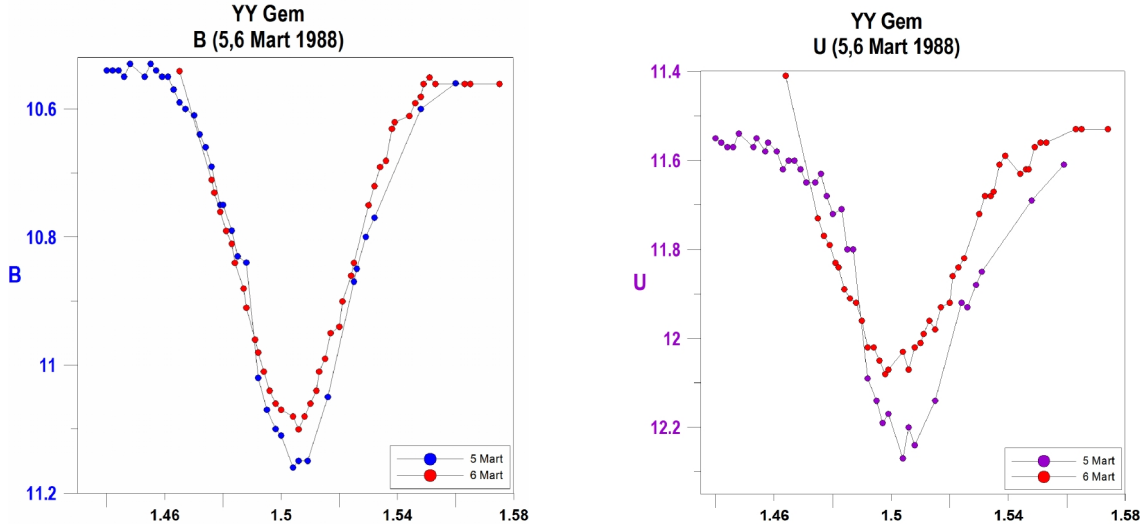 YY Gem
B (5,6 Mart 1988)
10.6
10.8
B
11
11.2
1.46
1.5
1.54
1.58
5 Mart
6 Mart
YY Gem
U (5,6 Mart 1988)
11.4
11.6
11.8
U
12
12.2
1.46
1.5
1.54
1.58
5 Mart
6 Mart